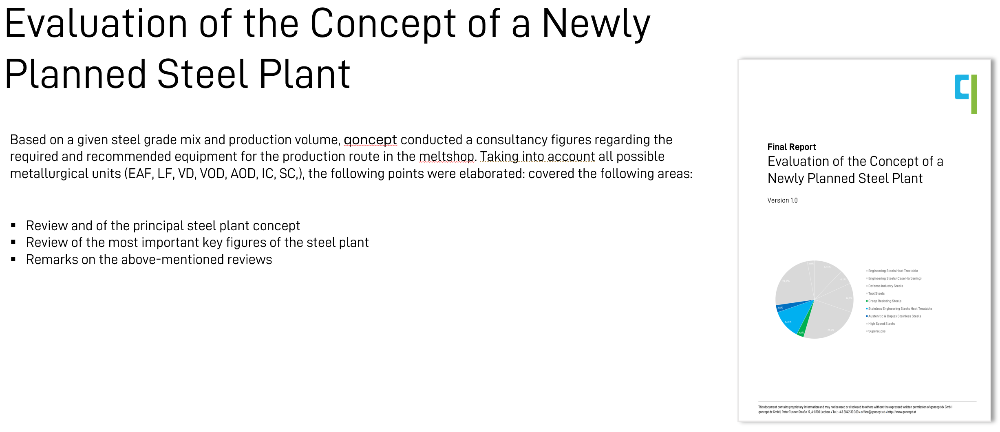 Evaluation of the Concept of a Newly
Planned Steel Plant
Based on a given steel grade mix and production volume, qoncept conducted a consultancy figures regarding the
required and recommended equipment for the production route in the meltshop. Taking into account all possible
metallurgical units (EAF, LF, VD, VOD, AOD, IC, SC,), the following points were elaborated: covered the following areas:
▪ Review and of the principal steel plant concept
▪ Review of the most important key figures of the steel plant
▪ Remarks on the above-mentioned reviews
Final Report
Evaluation of the Concept of a
Newly Planned Steel Plant
Version 1.0
3,0%
12,1%
24,2%
3,0%
12,1%
3,0%
Engineering Steels Heat Treatable
Engineering Steels (Case Hardening)
Defense Industry Steels
Tool Steels
Creep Resisting Steels
Stainless Engineering Steels Heat Treatable
Austenitic & Duplex Stainless Steels
High Speed Steels
Superalloys
This document contains proprietary information and may not be used or disclosed to others without the expressed written permission of qoncept dx GmbH
qoncept dx GmbH, Peter Tunner Straße 19, A-8700 Leoben • Tel.: +43 3842 30 300 • office@qoncept.at • http://www.qoncept.at